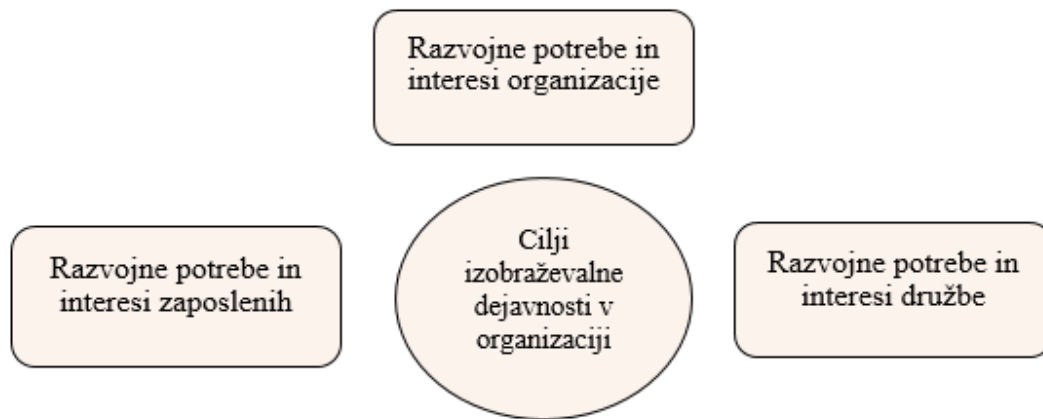 Razvojne potrebe in
interesi organizacije
Razvojne potrebe in
interesi zaposlenih
Cilji
izobraževalne
dejavnosti v
organizaciji
Razvojne potrebe in
interesi družbe